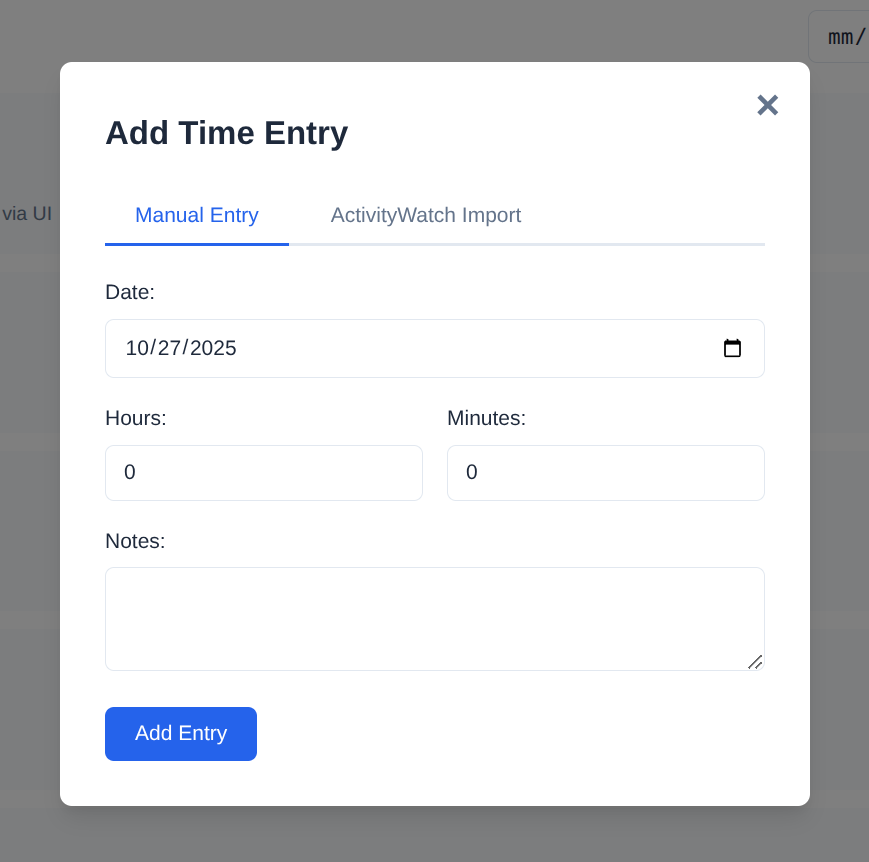 mm/
Add Time Entry
Manual Entry ActivityWatch Import
via UI
Date:
10/27/2025
Hours: Minutes:
0 0
Notes:
Add Entry